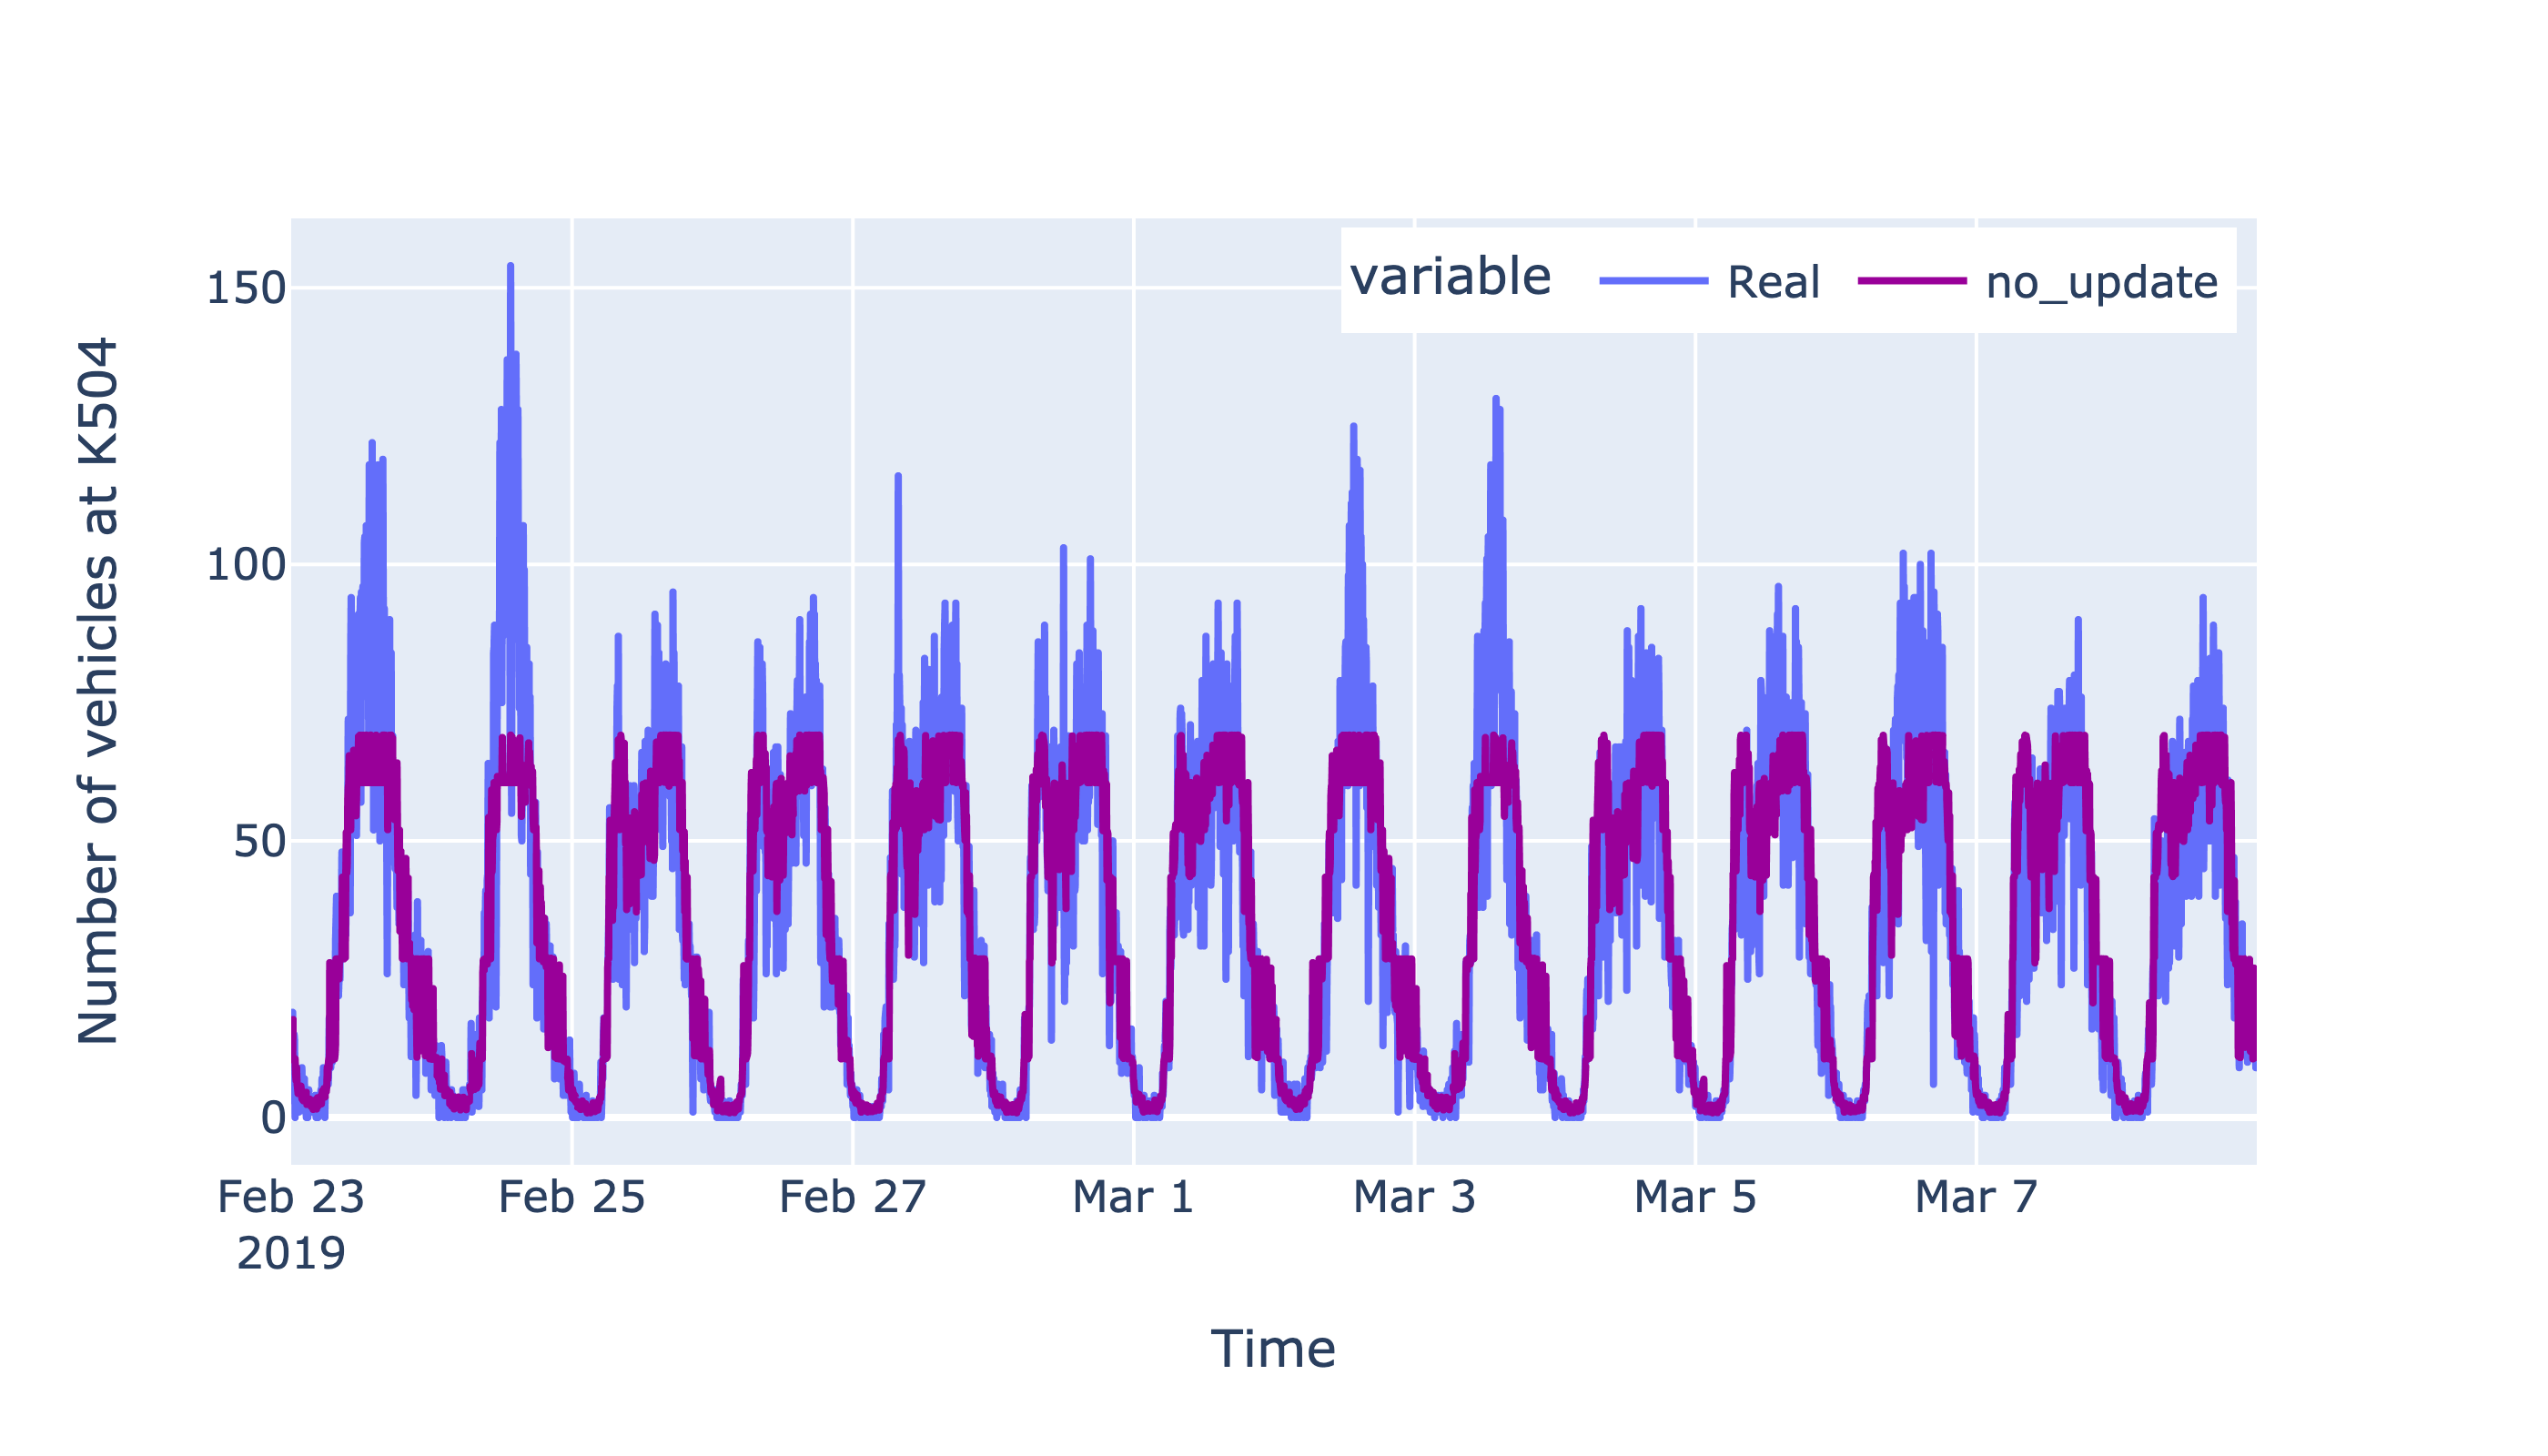 variable Real no_update
Number of vehicles at K504
150
100
50
0
Feb 23 Feb 25 Feb 27 Mar 1 Mar 3 Mar 5 Mar 7
2019
Time